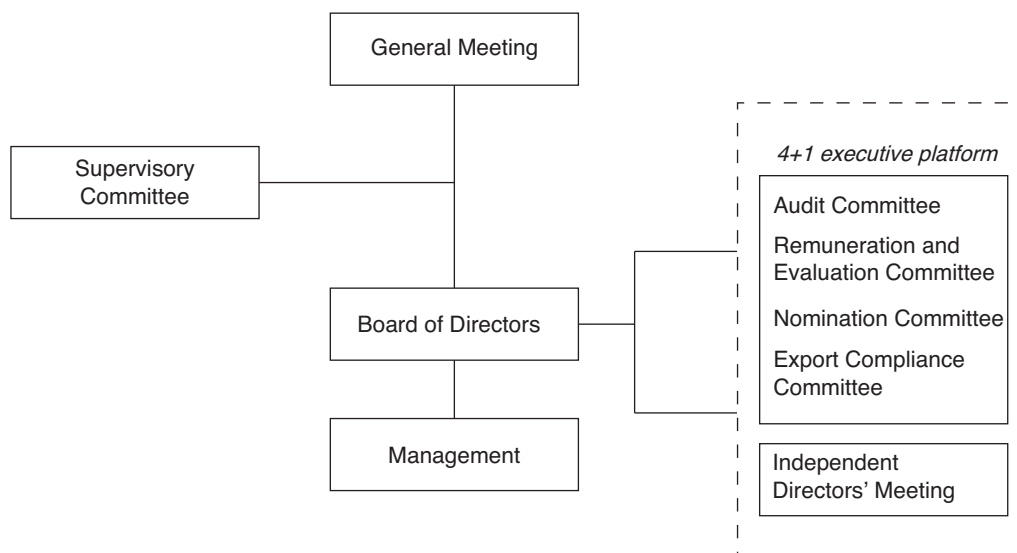 General Meeting
Supervisory
Committee
4+1 executive platform
Audit Committee
Remuneration and
Evaluation Committee
Nomination Committee
Export Compliance
Committee
Board of Directors
Management
Independent
Directors' Meeting